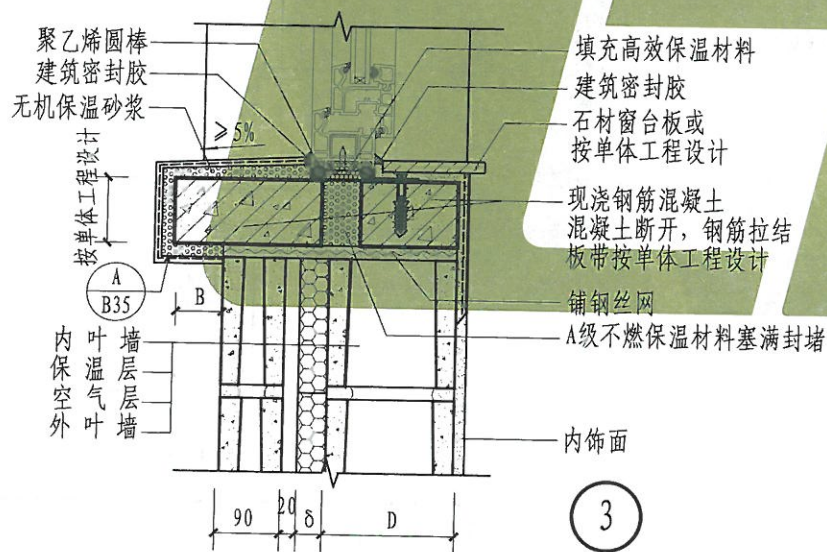 聚乙烯圆棒
建筑密封胶
无机保温砂浆
≥5%
按单体工程设计
A
B35
B
内叶墙
保温层
空气层
外叶墙
填充高效保温材料
建筑密封胶
石材窗台板或
按单体工程设计
现浇钢筋混凝土
混凝土断开，钢筋拉结
板带按单体工程设计
铺钢丝网
A级不燃保温材料塞满封堵
内饰面
90
20
δ
D
3